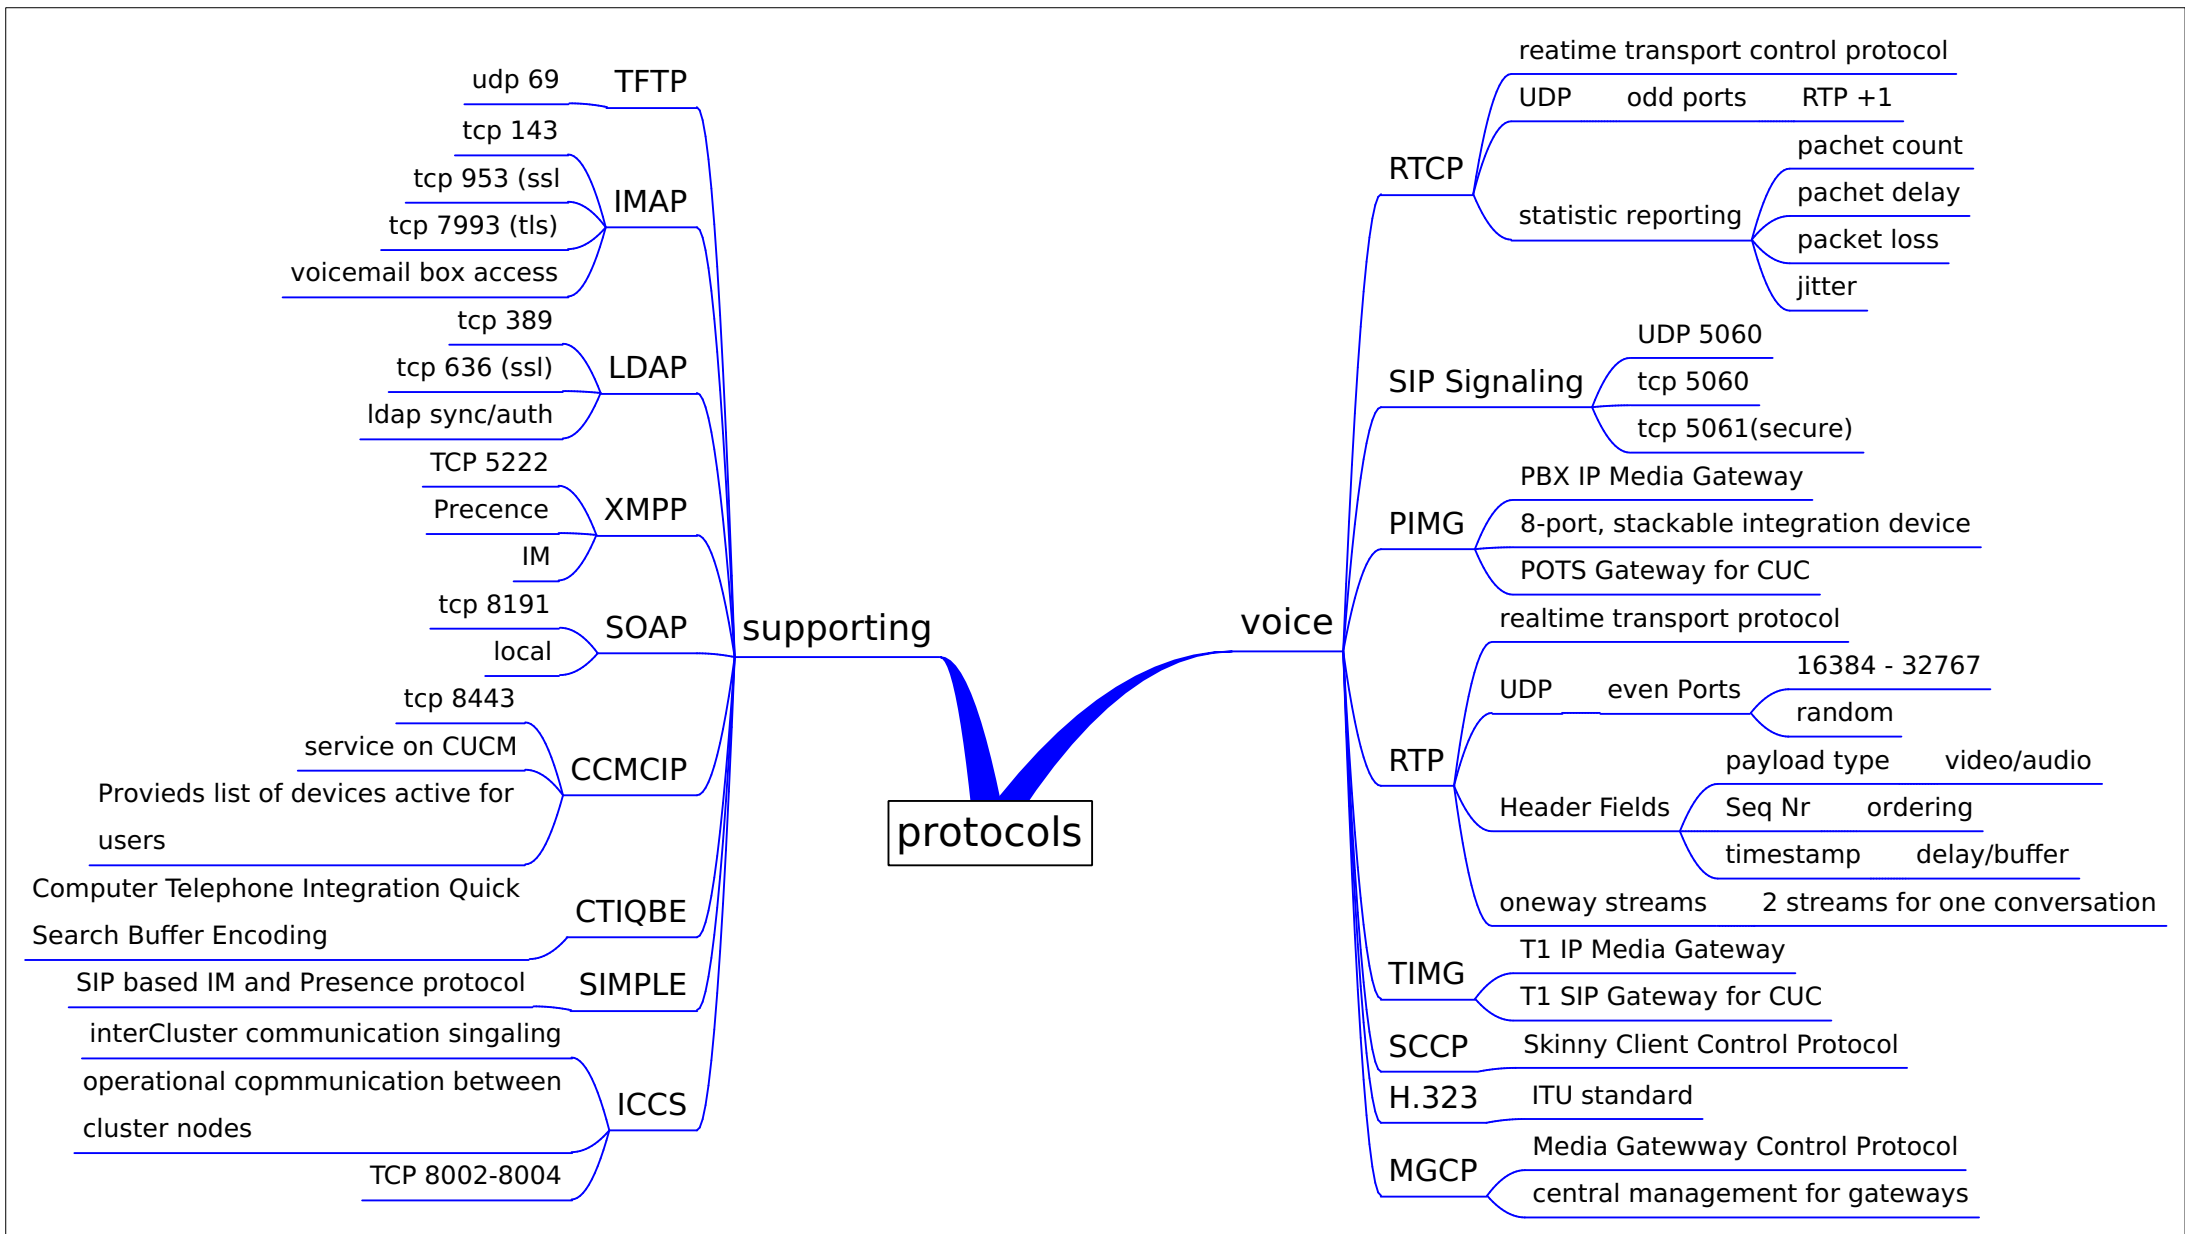 protocols
supporting
TFTP
udp 69
IMAP
tcp 143
tcp 953 (ssl
tcp 7993 (tls)
voicemail box access
LDAP
tcp 389
tcp 636 (ssl)
ldap sync/auth
XMPP
TCP 5222
Precence
IM
SOAP
tcp 8191
local
CCMCIP
tcp 8443
service on CUCM
Provieds list of devices active for
users
CTIQBE
Computer Telephone Integration Quick
Search Buffer Encoding
SIMPLE
SIP based IM and Presence protocol
ICCS
interCluster communication singaling
operational copmmunication between
cluster nodes
TCP 8002-8004
voice
RTCP
reatime transport control protocol
UDP odd ports RTP +1
statistic reporting
pachet count
pachet delay
packet loss
jitter
SIP Signaling
UDP 5060
tcp 5060
tcp 5061(secure)
PIMG
PBX IP Media Gateway
8-port, stackable integration device
POTS Gateway for CUC
RTP
realtime transport protocol
UDP even Ports
16384 - 32767
random
Header Fields
payload type video/audio
Seq Nr ordering
timestamp delay/buffer
oneway streams 2 streams for one conversation
TIMG
T1 IP Media Gateway
T1 SIP Gateway for CUC
SCCP
Skinny Client Control Protocol
H.323
ITU standard
MGCP
Media Gatewway Control Protocol
central management for gateways